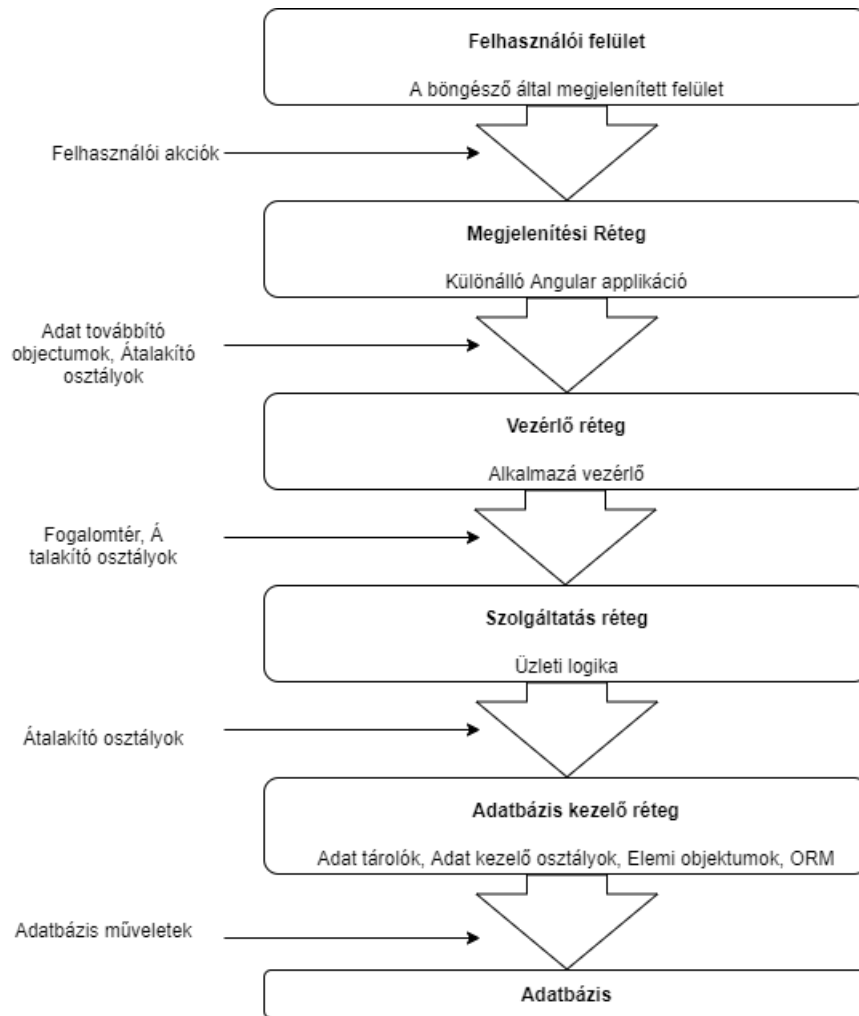 Felhasználói felület
A böngésző által megjelenített felület
Felhasználói akciók
Megjelenítési Réteg
Különálló Angular applikáció
Adat továbbító
objectumok, Átalakító
osztályok
Vezérlő réteg
Alkalmazá vezérlő
Fogalomtér, Á
talakító osztályok
Szolgáltatás réteg
Üzleti logika
Átalakító osztályok
Adatbázis kezelő réteg
Adat tárolók, Adat kezelő osztályok, Elemi objektumok, ORM
Adatbázis műveletek
Adatbázis